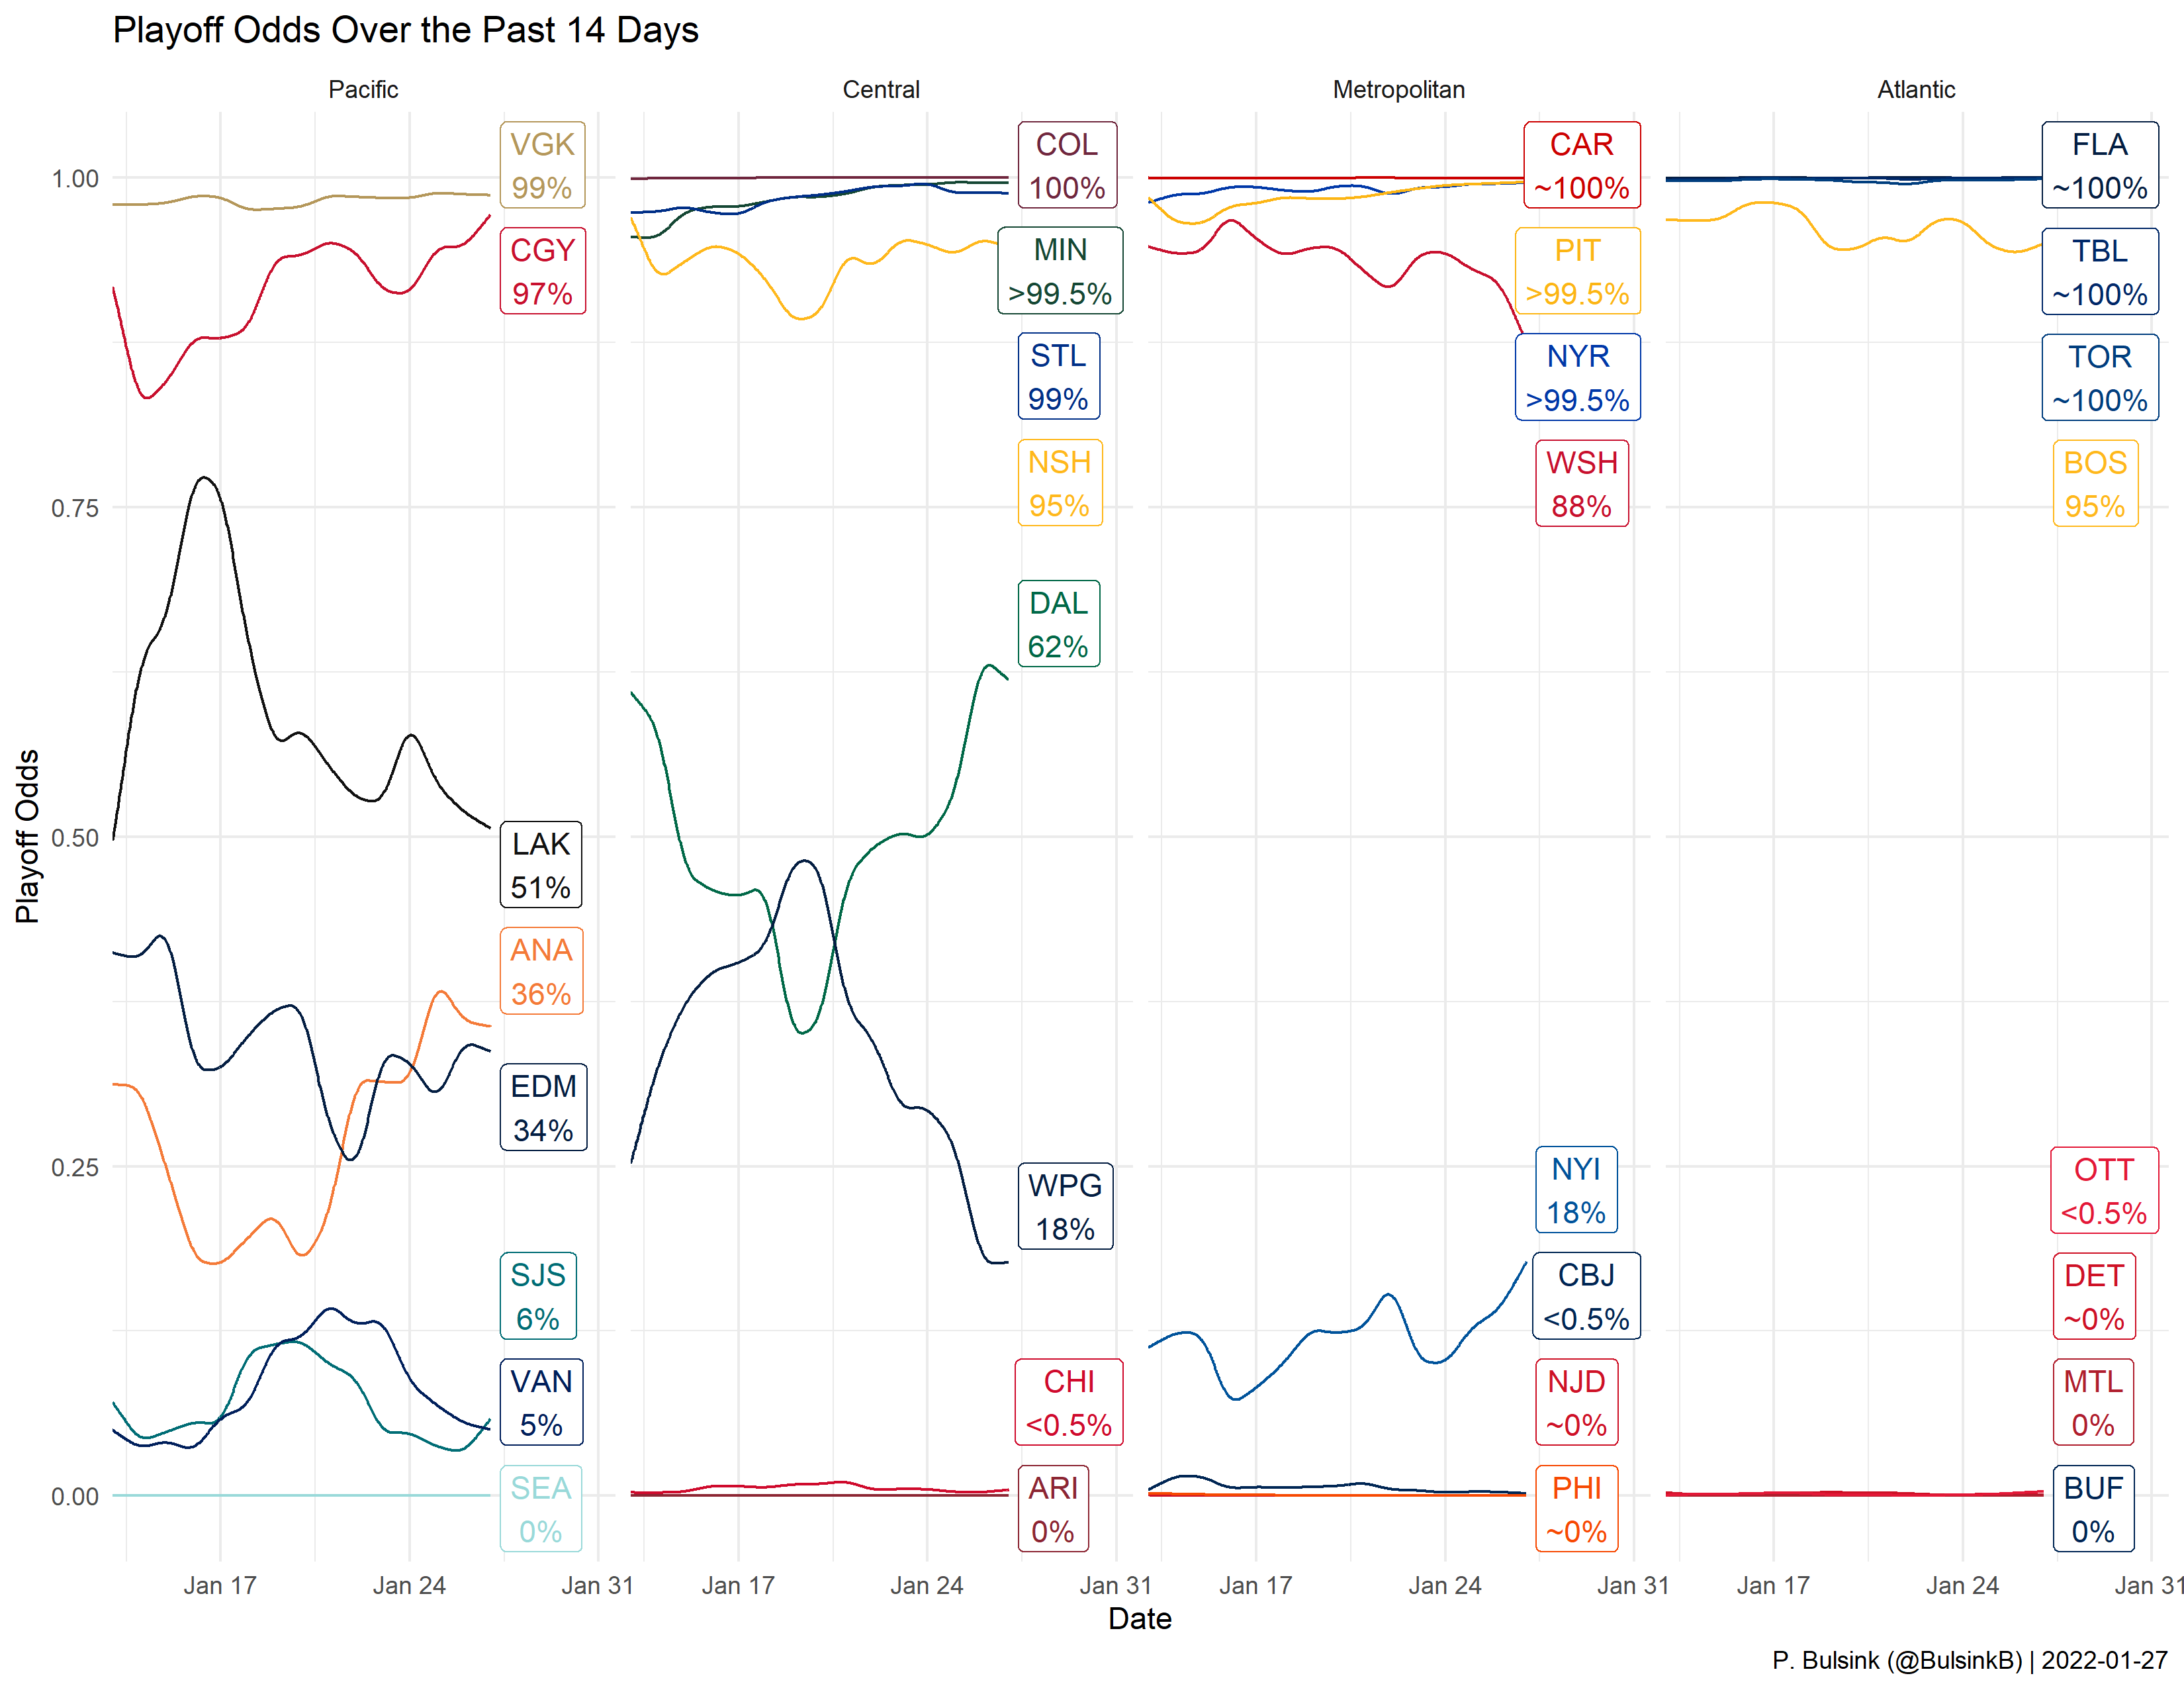 Playoff Odds Over the Past 14 Days
Pacific
Central
Metropolitan
Atlantic
Playoff Odds
1.00
0.75
0.50
0.25
0.00
VGK
99%
CGY
97%
LAK
51%
ANA
36%
EDM
34%
SJS
6%
VAN
5%
SEA
0%
COL
100%
MIN
>99.5%
STL
99%
NSH
95%
DAL
62%
WPG
18%
CHI
<0.5%
ARI
0%
CAR
~100%
PIT
>99.5%
NYR
>99.5%
WSH
88%
NYI
18%
CBJ
<0.5%
NJD
~0%
PHI
~0%
FLA
~100%
TBL
~100%
TOR
~100%
BOS
95%
OTT
<0.5%
DET
~0%
MTL
0%
BUF
0%
Jan 17 Jan 24 Jan 31
Jan 17 Jan 24 Jan 31
Jan 17 Jan 24 Jan 31
Jan 17 Jan 24 Jan 31
Date
P. Bulsink (@BulsinkB) | 2022-01-27